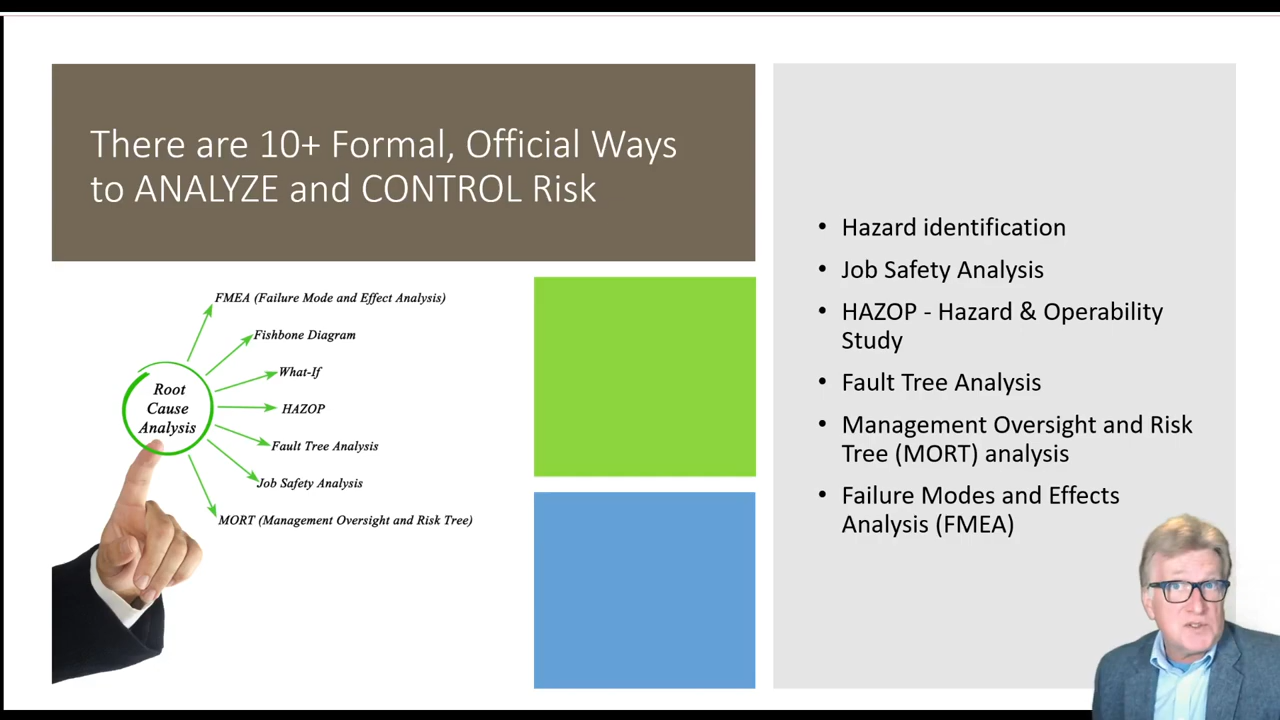 There are 10+ Formal, Official Ways
to ANALYZE and CONTROL Risk
FMEA (Failure Mode and Effect Analysis)
Fishbone Diagram
What-If
Root
Cause
Analysis
HAZOP
Fault Tree Analysis
Job Safety Analysis
MORT (Management Oversight and Risk Tree)
• Hazard identification
• Job Safety Analysis
• HAZOP - Hazard & Operability
Study
• Fault Tree Analysis
• Management Oversight and Risk
Tree (MORT) analysis
• Failure Modes and Effects
Analysis (FMEA)